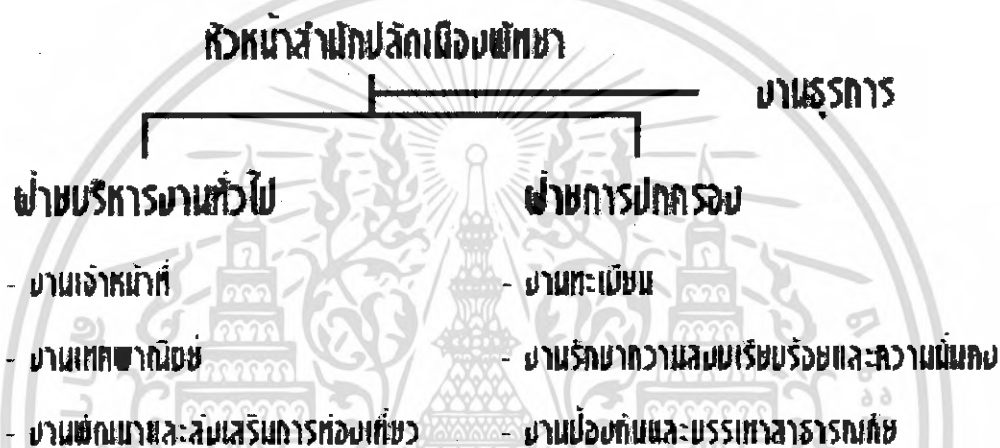 หัวหน้าสำนักปลัดเมืองพัทยา
งานธุรการ
ฝ่ายบริหารงานทั่วไป
ฝ่ายการปกครอง
- งานเจ้าหน้าที่
- งานทะเบียน
- งานเทศพาณิชย์
- งานรักษาความสงบเรียบร้อยและความมั่นคง
- งานพัฒนาและส่งเสริมการท่องเที่ยว
- งานป้องกันและบรรเทาสาธารณภัย